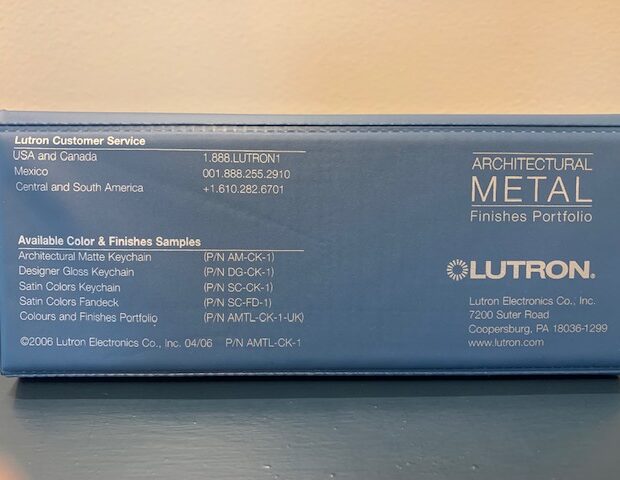 Lutron Customer Service
USA and Canada 1.888.LUTRON1
Mexico 001.888.255.2910
Central and South America +1.610.282.6701
Available Color & Finishes Samples
Architectural Matte Keychain (P/N AM-CK-1)
Designer Gloss Keychain (P/N DG-CK-1)
Satin Colors Keychain (P/N SC-CK-1)
Satin Colors Fandeck (P/N SC-FD-1)
Colours and Finishes Portfolio (P/N AMTL-CK-1-UK)
©2006 Lutron Electronics Co., Inc. 04/06 P/N AMTL-CK-1
ARCHITECTURAL
METAL
Finishes Portfolio
LUTRON®
Lutron Electronics Co., Inc.
7200 Suter Road
Coopersburg, PA 18036-1299
www.lutron.com